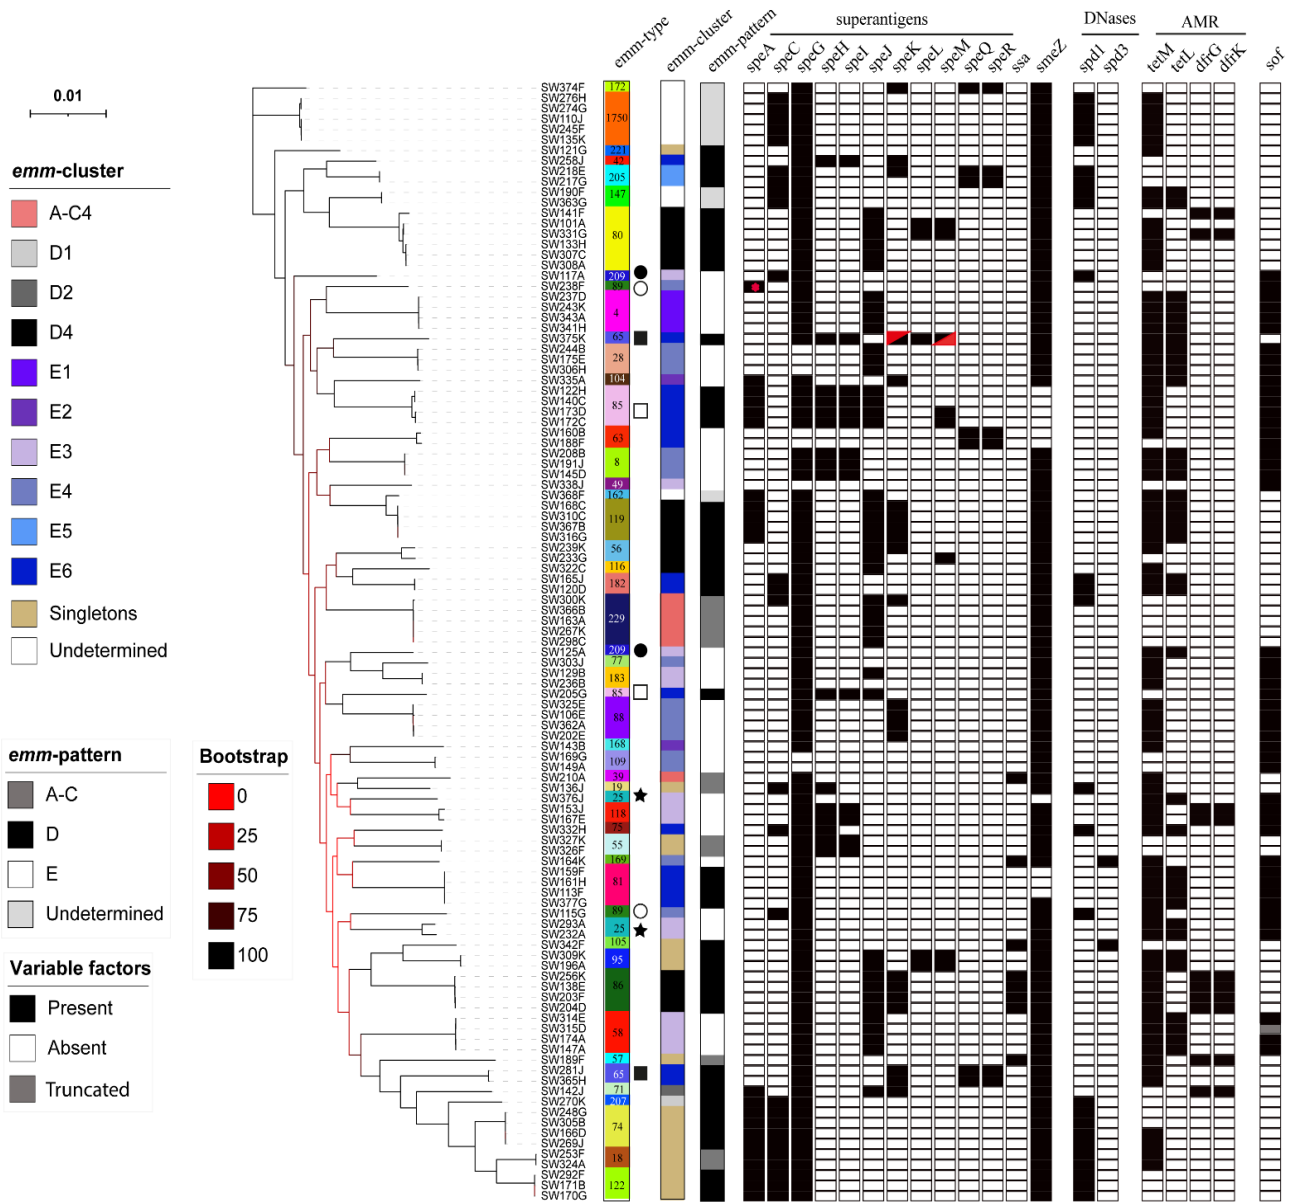 superantigens
DNases
AMR
emm-type
emm-cluster
emm-pattern
speA
speC
speG
speH
speI
speJ
speK
speL
speM
speQ
speR
ssa
smeZ
spd1
spd3
tetM
tetL
dfrG
dfrK
sof
0.01
emm-cluster
A-C4
D1
D2
D4
E1
E2
E3
E4
E5
E6
Singletons
Undetermined
emm-pattern
A-C
D
E
Undetermined
Variable factors
Present
Absent
Truncated
Bootstrap
0
25
50
75
100
SW374F
SW276H
SW274G
SW110J
SW245F
SW135K
SW121G
SW258J
SW218E
SW217G
SW190F
SW363G
SW141F
SW101A
SW331G
SW133H
SW307C
SW308A
SW117A
SW238F
SW237D
SW243K
SW343A
SW341H
SW375K
SW244B
SW175E
SW306H
SW335A
SW122H
SW140C
SW173D
SW172C
SW160B
SW188F
SW208B
SW191J
SW145D
SW338J
SW368F
SW168C
SW310C
SW367B
SW316G
SW239K
SW233G
SW322C
SW165J
SW120D
SW300K
SW366B
SW163A
SW267K
SW298C
SW125A
SW303J
SW129B
SW236B
SW205G
SW325E
SW106E
SW362A
SW202E
SW143B
SW169G
SW149A
SW210A
SW136J
SW376J
SW153J
SW167E
SW332H
SW327K
SW326F
SW164K
SW159F
SW161H
SW113F
SW377G
SW115G
SW293A
SW232A
SW342F
SW309K
SW196A
SW256K
SW138E
SW203F
SW204D
SW314E
SW315D
SW174A
SW147A
SW189F
SW281J
SW365H
SW142J
SW270K
SW248G
SW305B
SW166D
SW269J
SW253F
SW324A
SW292F
SW171B
SW170G
172
1750
221
42
205
147
80
209
89
4
65
28
104
85
63
8
49
162
119
56
116
182
229
209
77
183
85
88
168
109
39
19
25
118
75
55
169
81
89
25
105
95
86
58
57
65
71
207
74
18
122